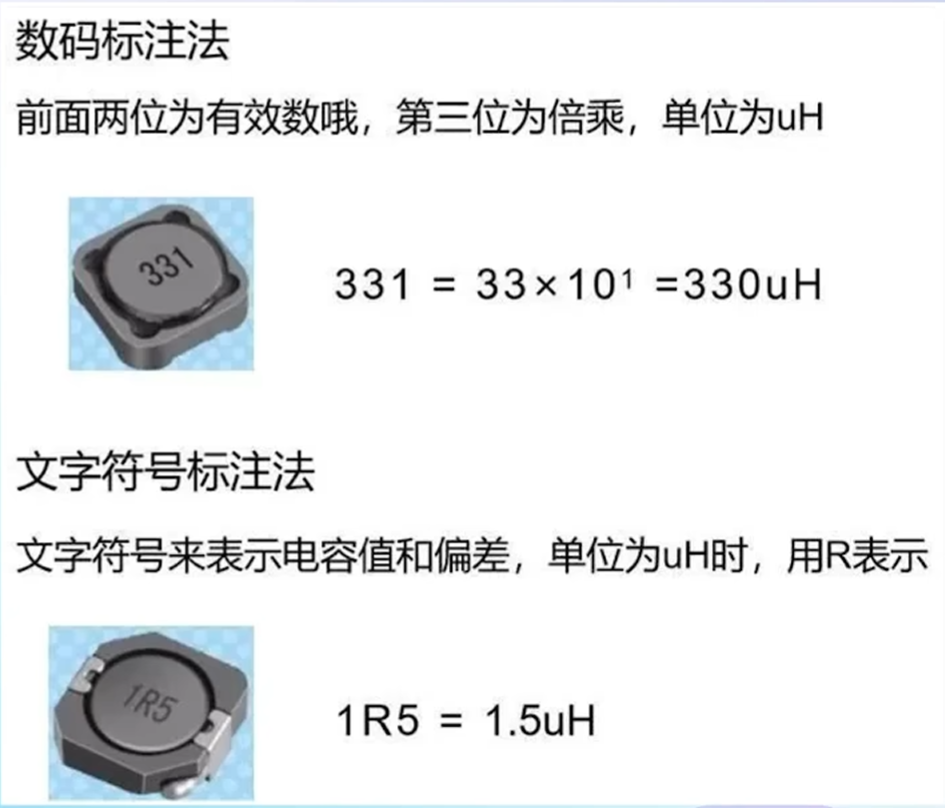 数码标注法
前面两位为有效数哦，第三位为倍乘，单位为uH
331
331 = 33×10¹ =330uH
文字符号标注法
文字符号来表示电容值和偏差，单位为uH时，用R表示
1R5
1R5 = 1.5uH